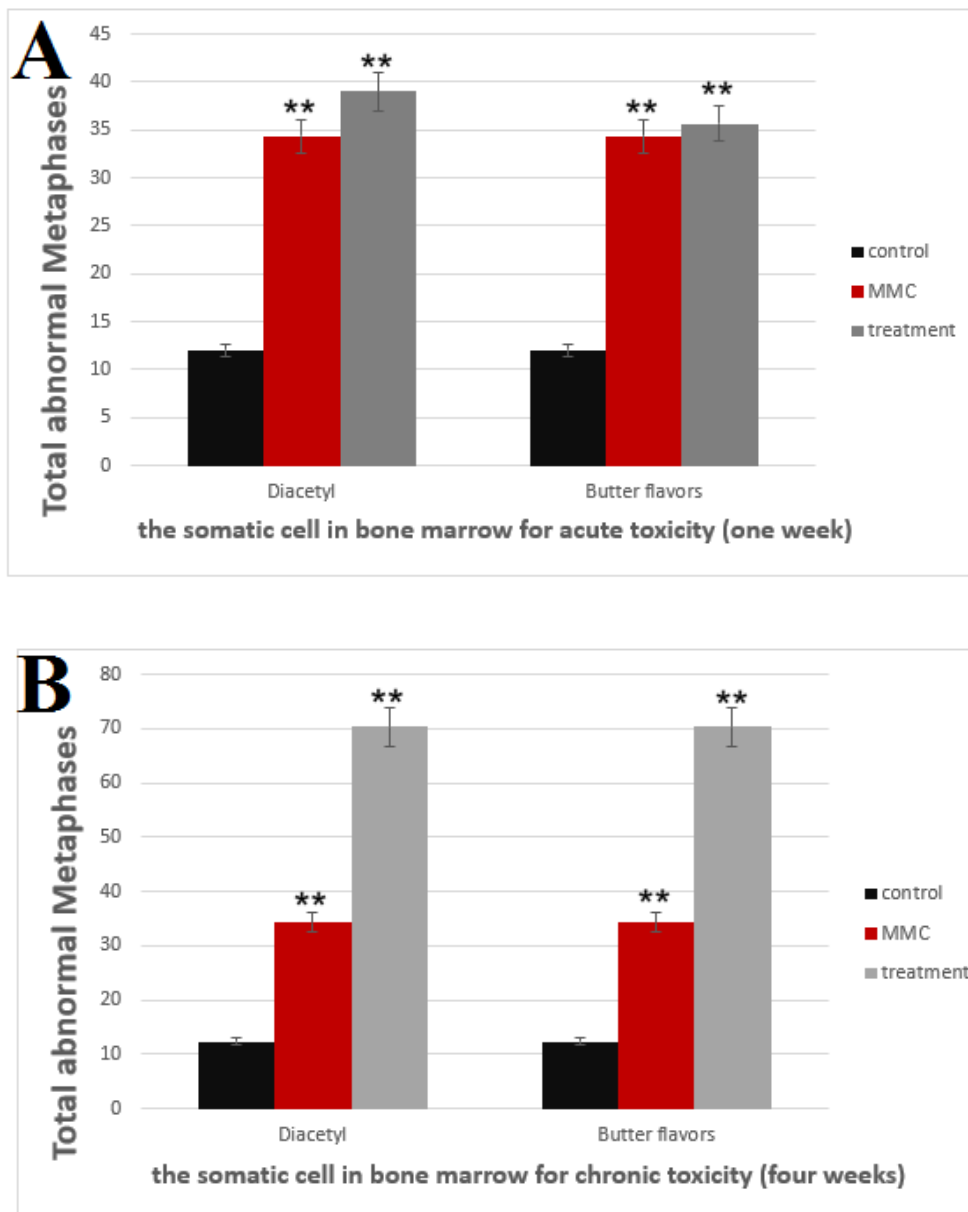 A
Total abnormal Metaphases
45
40
35
30
25
20
15
10
5
0
**
**
**
**
Diacetyl
Butter flavors
the somatic cell in bone marrow for acute toxicity (one week)
control
MMC
treatment
B
Total abnormal Metaphases
80
70
60
50
40
30
20
10
0
**
**
**
**
Diacetyl
Butter flavors
the somatic cell in bone marrow for chronic toxicity (four weeks)
control
MMC
treatment